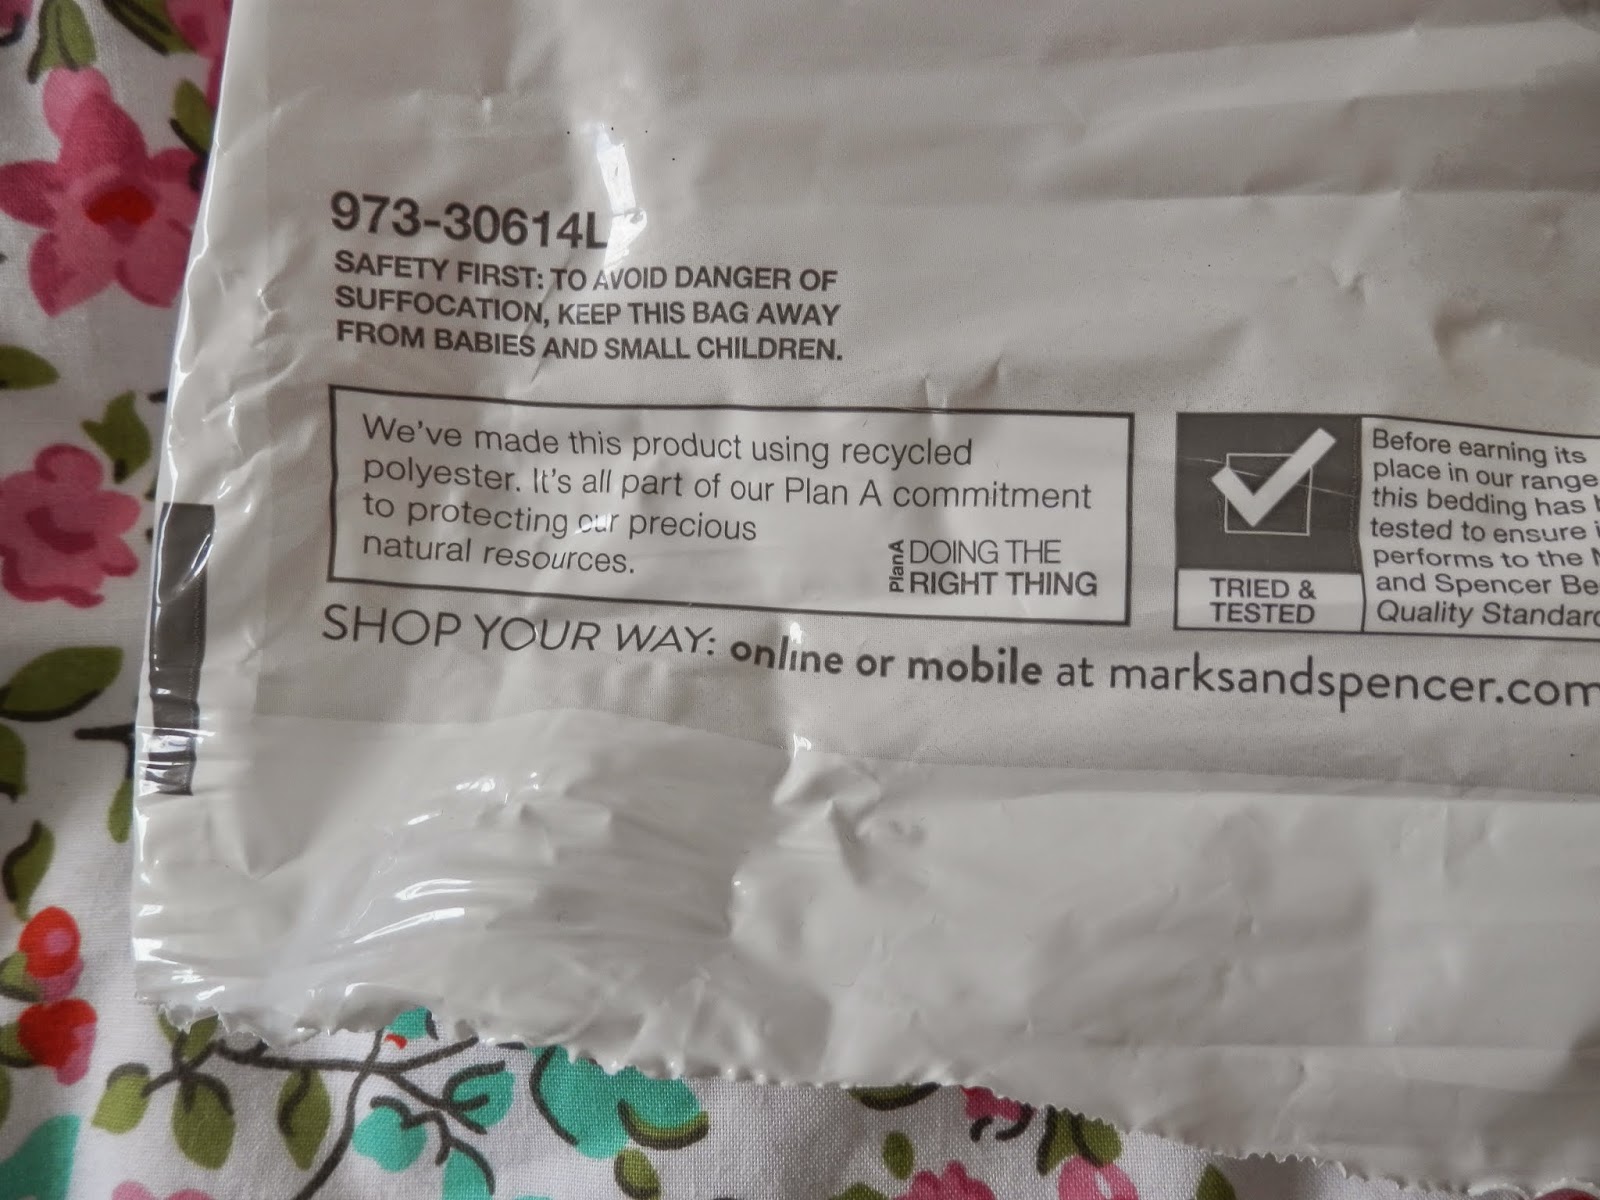 973-30614L
SAFETY FIRST: TO AVOID DANGER OF
SUFFOCATION, KEEP THIS BAG AWAY
FROM BABIES AND SMALL CHILDREN.
We've made this product using recycled
polyester. It's all part of our Plan A commitment
to protecting our precious
natural resources.
PlanA
DOING THE
RIGHT THING
TRIED &
TESTED
Before earning its
place in our range
this bedding has
tested to ensure
performs to the
and Spencer
Quality
SHOP YOUR WAY: online or mobile at marksandspencer.com